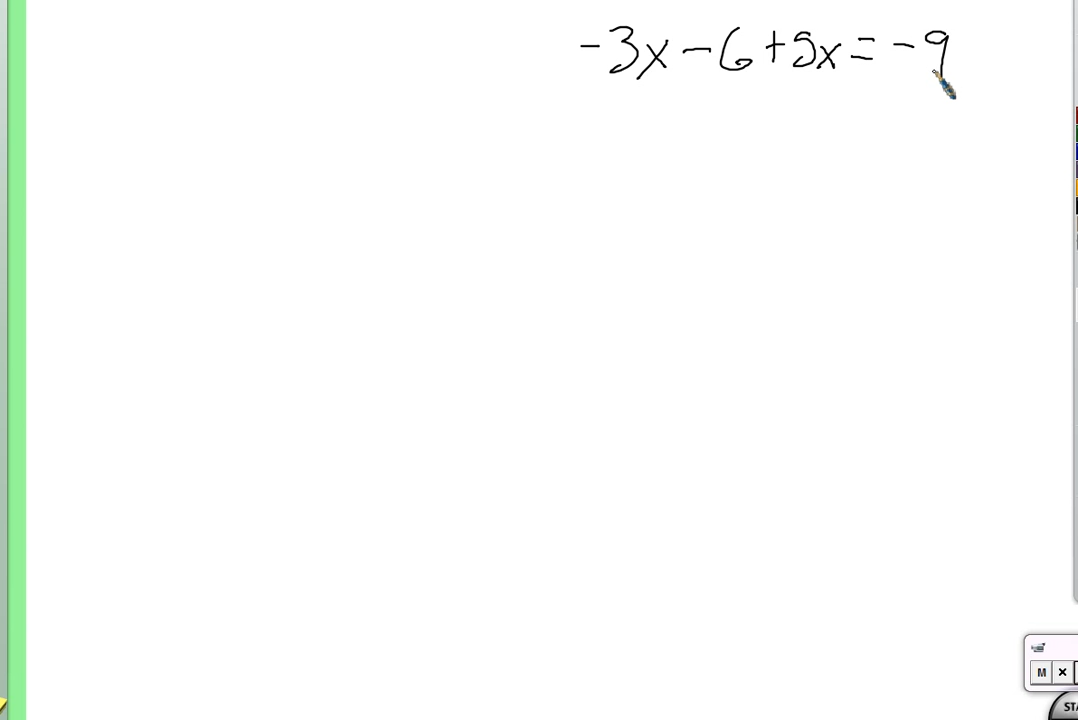 -3x - 6 + 5x = -9
M ×